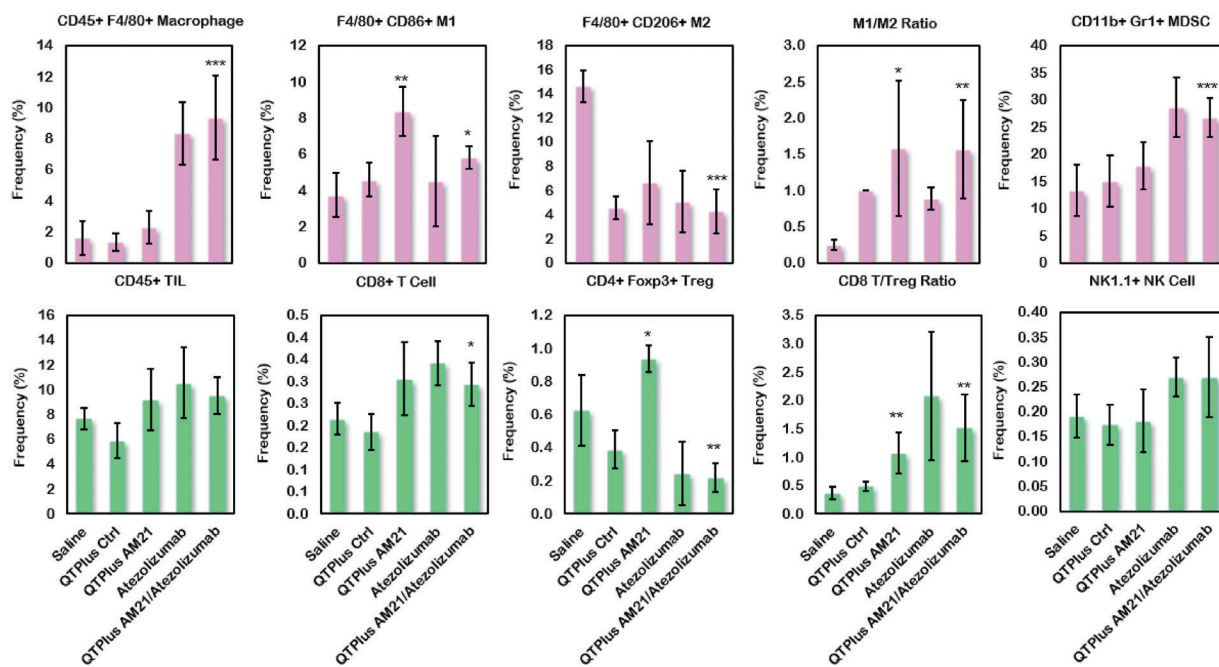 CD45+ F4/80+ Macrophage
Frequency (%)
14
12
10
8
6
4
2
0
***
F4/80+ CD86+ M1
Frequency (%)
12
10
8
6
4
2
0
**
*
F4/80+ CD206+ M2
Frequency (%)
18
16
14
12
10
8
6
4
2
0
***
M1/M2 Ratio
Frequency (%)
3.0
2.5
2.0
1.5
1.0
0.5
0.0
*
**
CD11b+ Gr1+ MDSC
Frequency (%)
40
35
30
25
20
15
10
5
0
***
CD45+ TIL
Frequency (%)
16
14
12
10
8
6
4
2
0
Saline
QTPlus Ctrl
QTPlus AM21
Atezolizumab
QTPlus AM21/Atezolizumab
CD8+ T Cell
Frequency (%)
0.5
0.4
0.4
0.3
0.3
0.2
0.2
0.1
0.1
0.0
*
Saline
QTPlus Ctrl
QTPlus AM21
Atezolizumab
QTPlus AM21/Atezolizumab
CD4+ Foxp3+ Treg
Frequency (%)
1.2
1.0
0.8
0.6
0.4
0.2
0.0
*
**
Saline
QTPlus Ctrl
QTPlus AM21
Atezolizumab
QTPlus AM21/Atezolizumab
CD8 T/Treg Ratio
Frequency (%)
3.5
3.0
2.5
2.0
1.5
1.0
0.5
0.0
**
**
Saline
QTPlus Ctrl
QTPlus AM21
Atezolizumab
QTPlus AM21/Atezolizumab
NK1.1+ NK Cell
Frequency (%)
0.40
0.35
0.30
0.25
0.20
0.15
0.10
0.05
0.00
Saline
QTPlus Ctrl
QTPlus AM21
Atezolizumab
QTPlus AM21/Atezolizumab